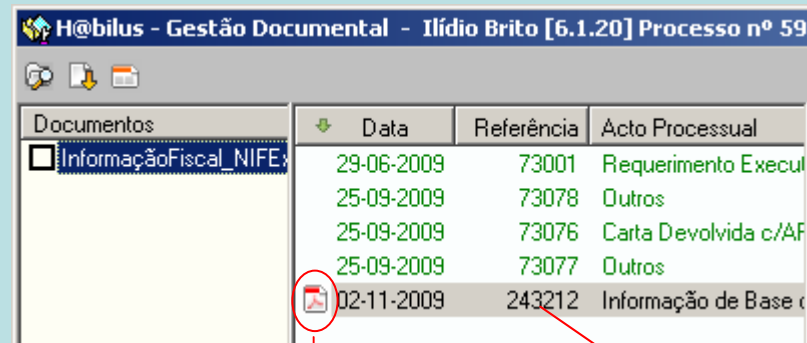 H@bilus - Gestão Documental - Ilídio Brito [6.1.20] Processo nº 59
Documentos Data Referência Acto Processual
InformaçãoFiscal_NIFEx 29-06-2009 73001 Requerimento Execu
25-09-2009 73078 Outros
25-09-2009 73076 Carta Devolvida c/AF
25-09-2009 73077 Outros
02-11-2009 243212 Informação de Base